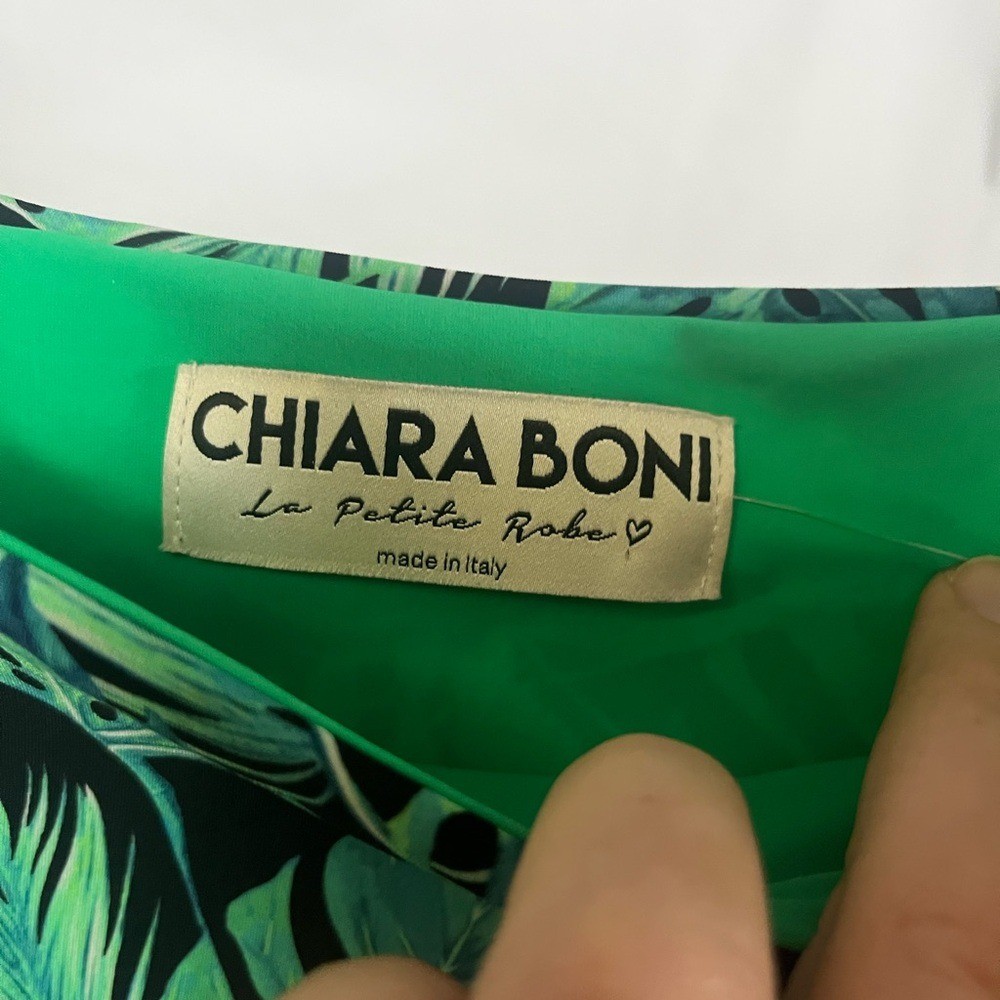 CHIARA BONI
La Petite Robe♡
made in Italy